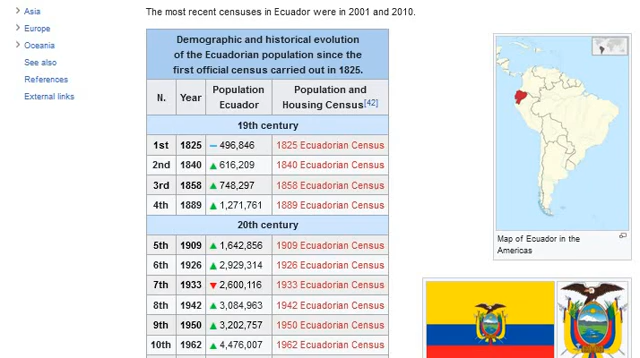 Asia
Europe
Oceania
See also
References
External links
The most recent censuses in Ecuador were in 2001 and 2010.
Demographic and historical evolution
of the Ecuadorian population since the
first official census carried out in 1825.
N. Year Population Ecuador Population and Housing Census[42]
19th century
1st 1825 496,846 1825 Ecuadorian Census
2nd 1840 616,209 1840 Ecuadorian Census
3rd 1858 748,297 1858 Ecuadorian Census
4th 1889 1,271,761 1889 Ecuadorian Census
20th century
5th 1909 1,642,856 1909 Ecuadorian Census
6th 1926 2,929,314 1926 Ecuadorian Census
7th 1933 2,600,116 1933 Ecuadorian Census
8th 1942 3,084,963 1942 Ecuadorian Census
9th 1950 3,202,757 1950 Ecuadorian Census
10th 1962 4,476,007 1962 Ecuadorian Census
Map of Ecuador in the
Americas